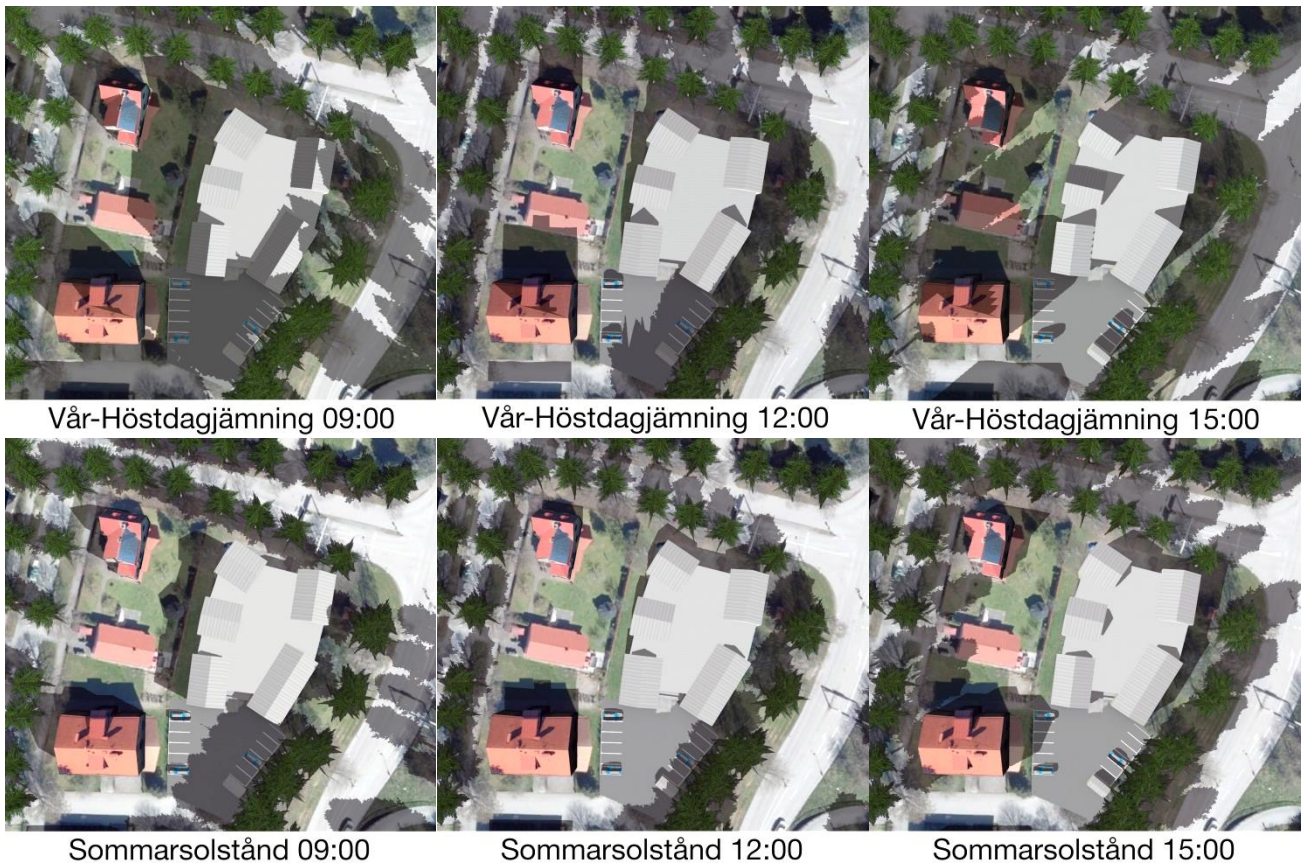 Vår-Höstdagjämning 09:00
Vår-Höstdagjämning 12:00
Vår-Höstdagjämning 15:00
Sommarsolstånd 09:00
Sommarsolstånd 12:00
Sommarsolstånd 15:00